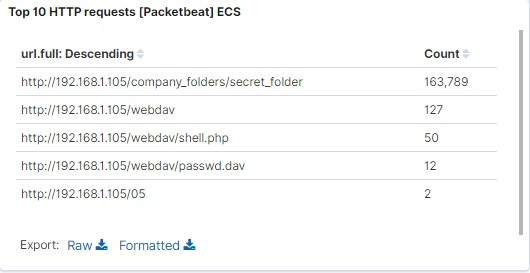 Top 10 HTTP requests [Packetbeat] ECS
url.full: Descending Count
http://192.168.1.105/company_folders/secret_folder 163,789
http://192.168.1.105/webdav 127
http://192.168.1.105/webdav/shell.php 50
http://192.168.1.105/webdav/passwd.dav 12
http://192.168.1.105/05 2
Export: Raw Formatted